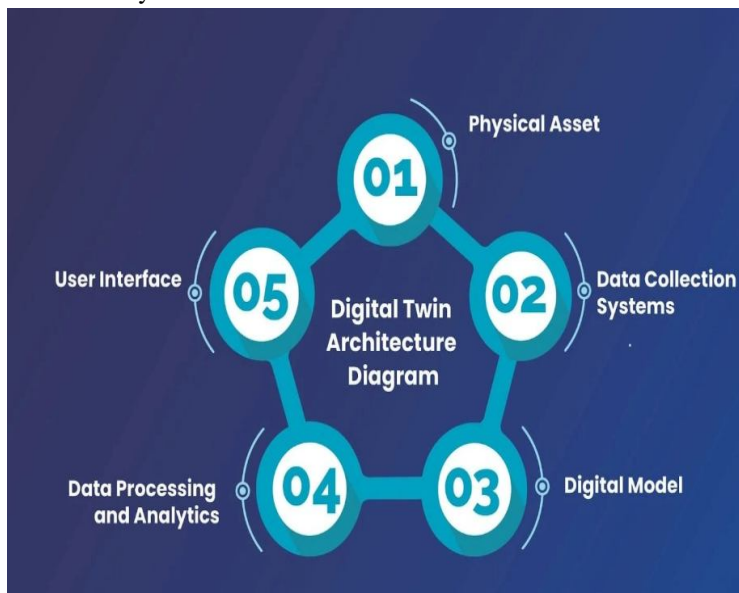 01
Physical Asset
02
Data Collection
Systems
03
Digital Model
04
Data Processing
and Analytics
05
User Interface
Digital Twin
Architecture
Diagram